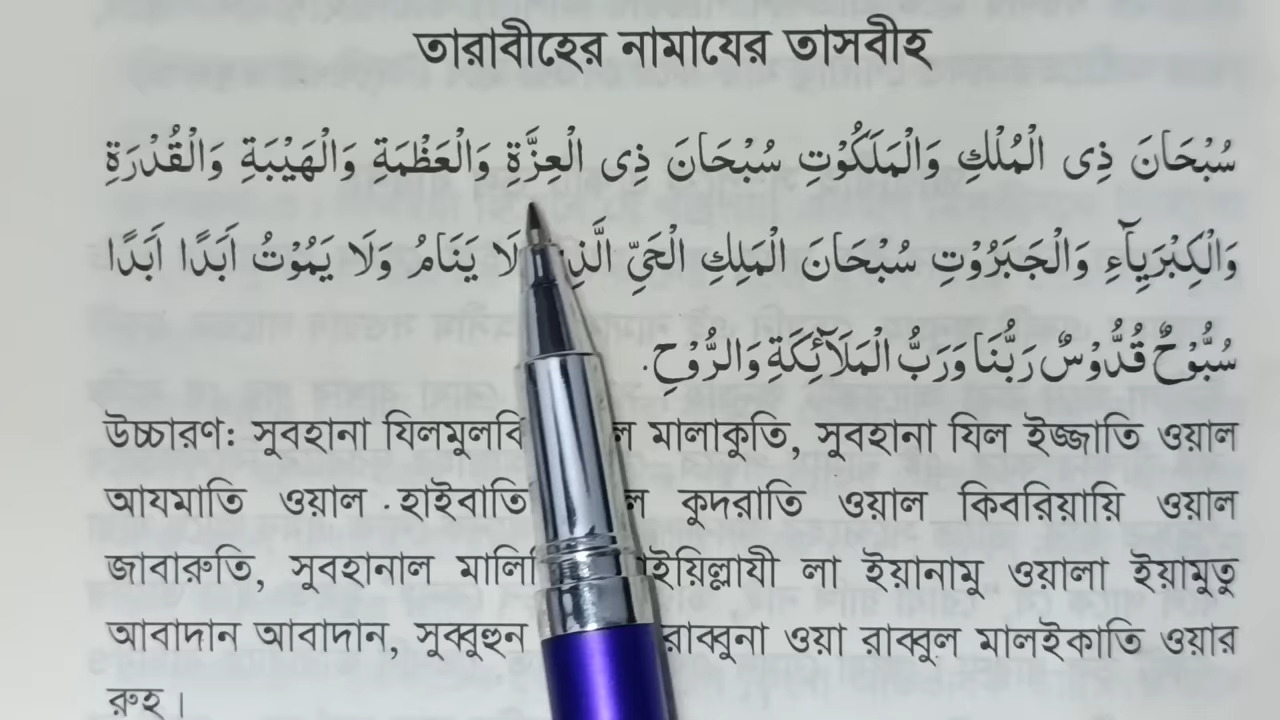 তারাবীহের নামাযের তাসবীহ
سُبْحَانَ ذِى الْمُلْكِ وَالْمَلَكُوْتِ سُبْحَانَ ذِى الْعِزَّةِ وَالْعَظْمَةِ وَالْهَيْبَةِ وَالْقُدْرَةِ
وَالْكِبْرِيَآءِ وَالْجَبَرُوْتِ سُبْحَانَ الْمَلِكِ الْحَىِّ الَّذِ لَا يَنَامُ وَلَا يَمُوْتُ اَبَدًا اَبَدًا
سُبُّوْحٌ قُدُّوْسٌ رَبُّنَا وَرَبُّ الْمَلَآئِكَةِ وَالرُّوْحِ.
উচ্চারণ: সুবহানা যিলমুলকি ল মালাকুতি, সুবহানা যিল ইজ্জাতি ওয়াল
আযমাতি ওয়াল হাইবাতি ল কুদরাতি ওয়াল কিবরিয়ায়ি ওয়াল
জাবারুতি, সুবহানাল মালি ইয়িল্লাযী লা ইয়ানামু ওয়ালা ইয়ামুতু
আবাদান আবাদান, সুব্বুহুন রাব্বুনা ওয়া রাব্বুল মালইকাতি ওয়ার
রুহ।